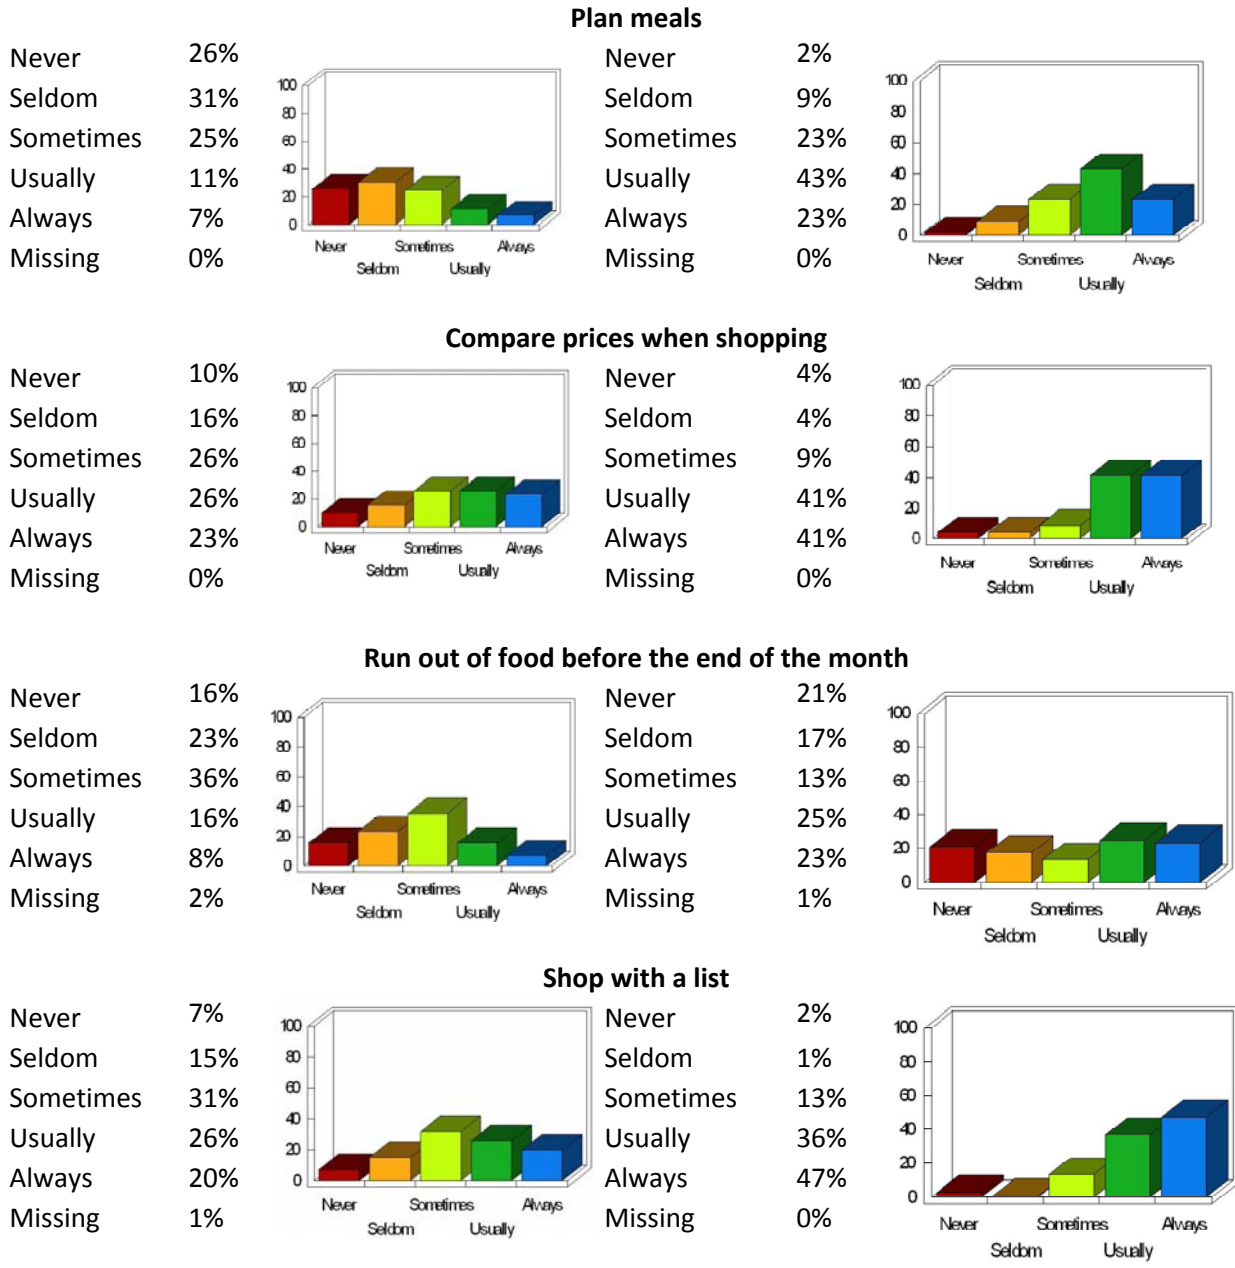 Plan meals
Never 26%
Seldom 31%
Sometimes 25%
Usually 11%
Always 7%
Missing 0%
100
80
60
40
20
0
Never Sometimes Always
Seldom Usually
Never 2%
Seldom 9%
Sometimes 23%
Usually 43%
Always 23%
Missing 0%
100
80
60
40
20
0
Never Sometimes Always
Seldom Usually
Compare prices when shopping
Never 10%
Seldom 16%
Sometimes 26%
Usually 26%
Always 23%
Missing 0%
100
80
60
40
20
0
Never Sometimes Always
Seldom Usually
Never 4%
Seldom 4%
Sometimes 9%
Usually 41%
Always 41%
Missing 0%
100
80
60
40
20
0
Never Sometimes Always
Seldom Usually
Run out of food before the end of the month
Never 16%
Seldom 23%
Sometimes 36%
Usually 16%
Always 8%
Missing 2%
100
80
60
40
20
0
Never Sometimes Always
Seldom Usually
Never 21%
Seldom 17%
Sometimes 13%
Usually 25%
Always 23%
Missing 1%
100
80
60
40
20
0
Never Sometimes Always
Seldom Usually
Shop with a list
Never 7%
Seldom 15%
Sometimes 31%
Usually 26%
Always 20%
Missing 1%
100
80
60
40
20
0
Never Sometimes Always
Seldom Usually
Never 2%
Seldom 1%
Sometimes 13%
Usually 36%
Always 47%
Missing 0%
100
80
60
40
20
0
Never Sometimes Always
Seldom Usually